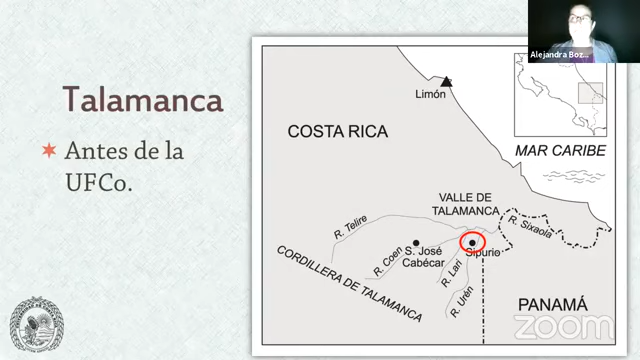 Alejandra Boz...
Talamanca
Antes de la
UFCo.
Limón
COSTA RICA
MAR CARIBE
VALLE DE
TALAMANCA
R. Sixaola
R. Telire
R. Coen
S. José
Cabécar
Sipurio
R. Lari
R. Urén
CORDILLERA DE TALAMANCA
PANAMÁ
zoom